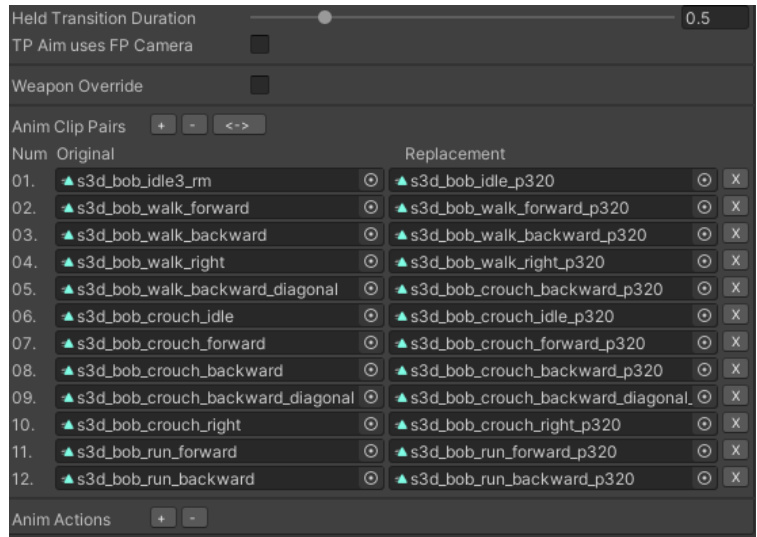 Held Transition Duration 0.5
TP Aim uses FP Camera
Weapon Override
Anim Clip Pairs + - <->
Num Original Replacement
01. s3d_bob_idle3_rm s3d_bob_idle_p320 X
02. s3d_bob_walk_forward s3d_bob_walk_forward_p320 X
03. s3d_bob_walk_backward s3d_bob_walk_backward_p320 X
04. s3d_bob_walk_right s3d_bob_walk_right_p320 X
05. s3d_bob_walk_backward_diagonal s3d_bob_crouch_backward_p320 X
06. s3d_bob_crouch_idle s3d_bob_crouch_idle_p320 X
07. s3d_bob_crouch_forward s3d_bob_crouch_forward_p320 X
08. s3d_bob_crouch_backward s3d_bob_crouch_backward_p320 X
09. s3d_bob_crouch_backward_diagonal s3d_bob_crouch_backward_diagonal_ X
10. s3d_bob_crouch_right s3d_bob_crouch_right_p320 X
11. s3d_bob_run_forward s3d_bob_run_forward_p320 X
12. s3d_bob_run_backward s3d_bob_run_backward_p320 X
Anim Actions + -